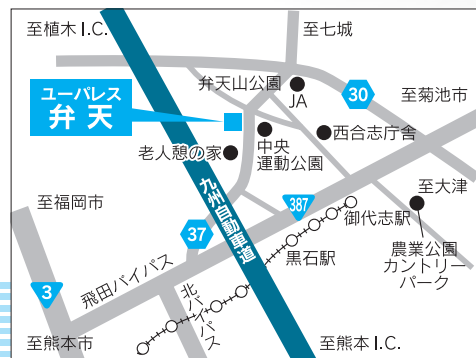 至植木 I.C.
至七城
弁天山公園
JA
30
至菊池市
ユーパレス
弁天
中央
運動公園
西合志庁舎
老人憩の家
至大津
至福岡市
九州自動車道
387
御代志駅
37
黒石駅
農業公園
カントリー
パーク
飛田バイパス
北バイパス
3
至熊本市
至熊本 I.C.